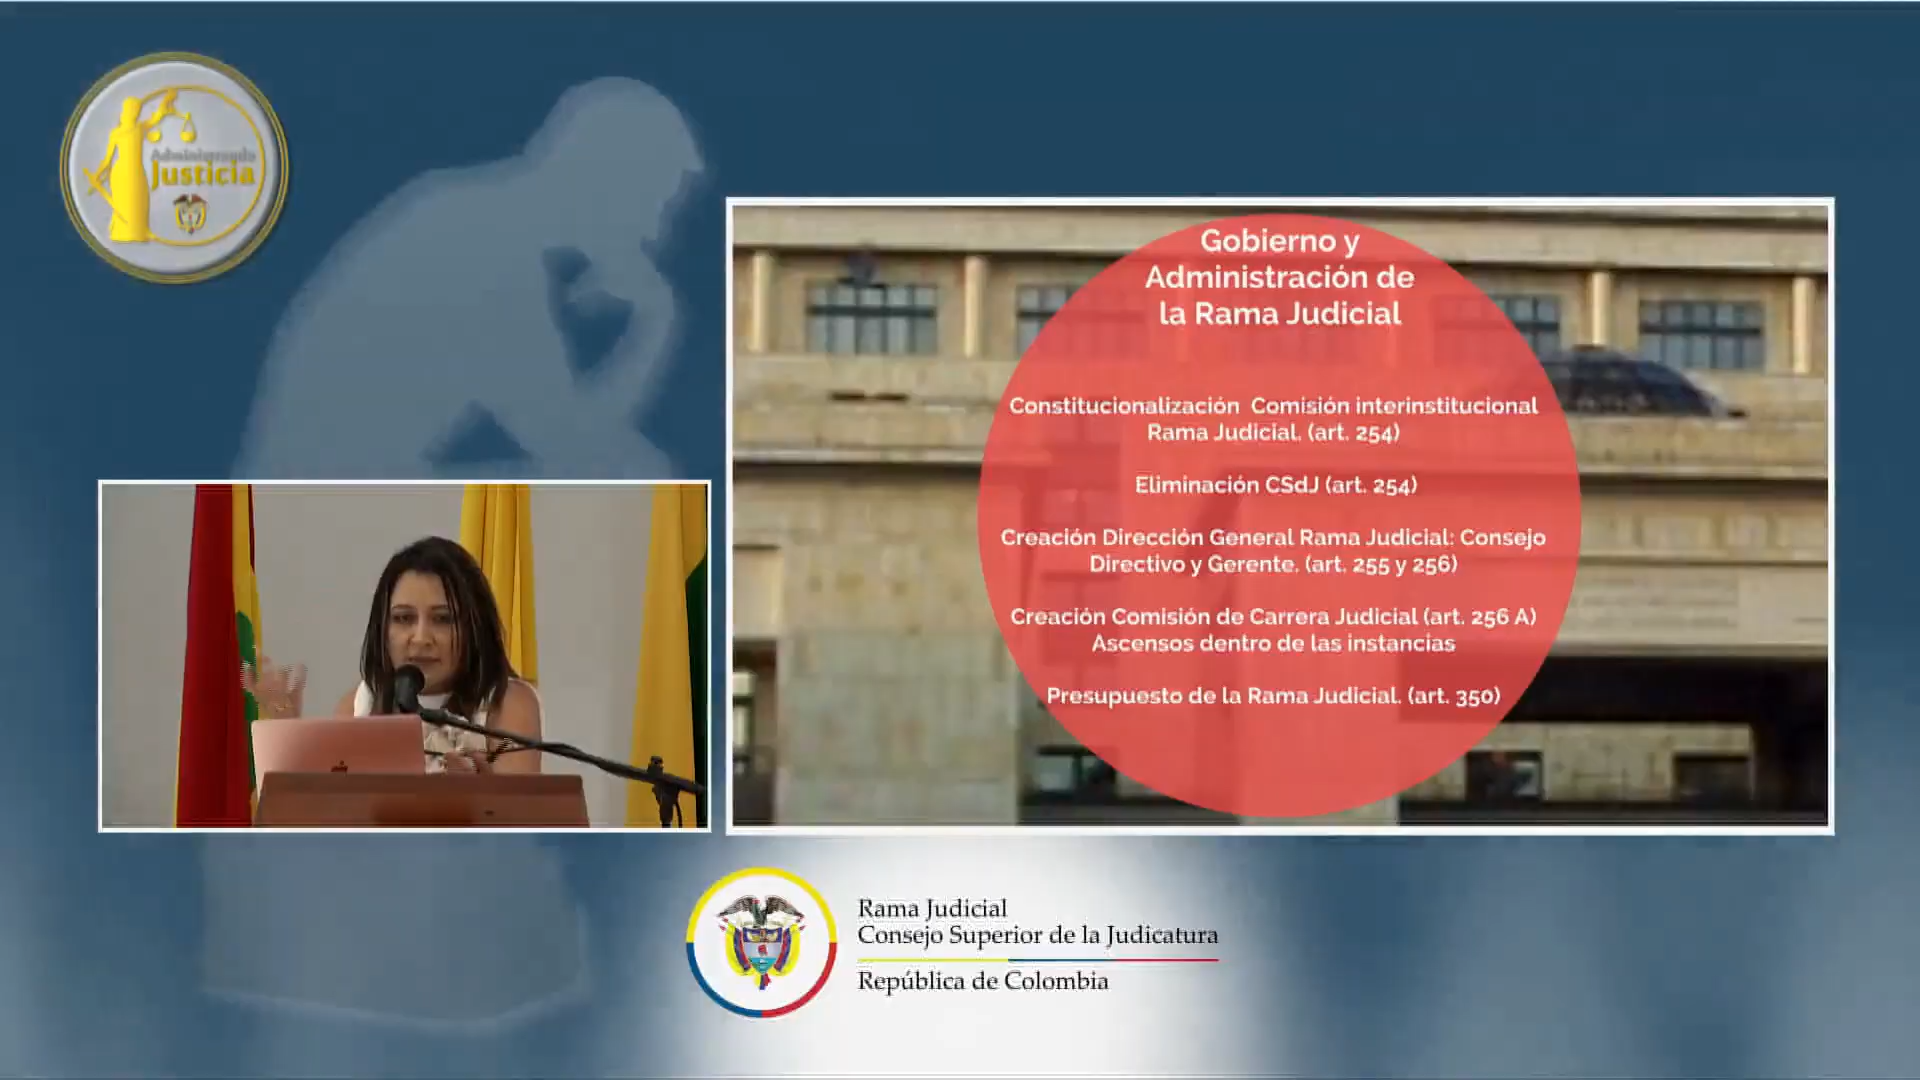 Administrando
Justicia
Gobierno y
Administración de
la Rama Judicial
Constitucionalización Comisión interinstitucional
Rama Judicial. (art. 254)
Eliminación CSdJ (art. 254)
Creación Dirección General Rama Judicial: Consejo
Directivo y Gerente. (art. 255 y 256)
Creación Comisión de Carrera Judicial (art. 256 A)
Ascensos dentro de las instancias
Presupuesto de la Rama Judicial. (art. 350)
Rama Judicial
Consejo Superior de la Judicatura
República de Colombia